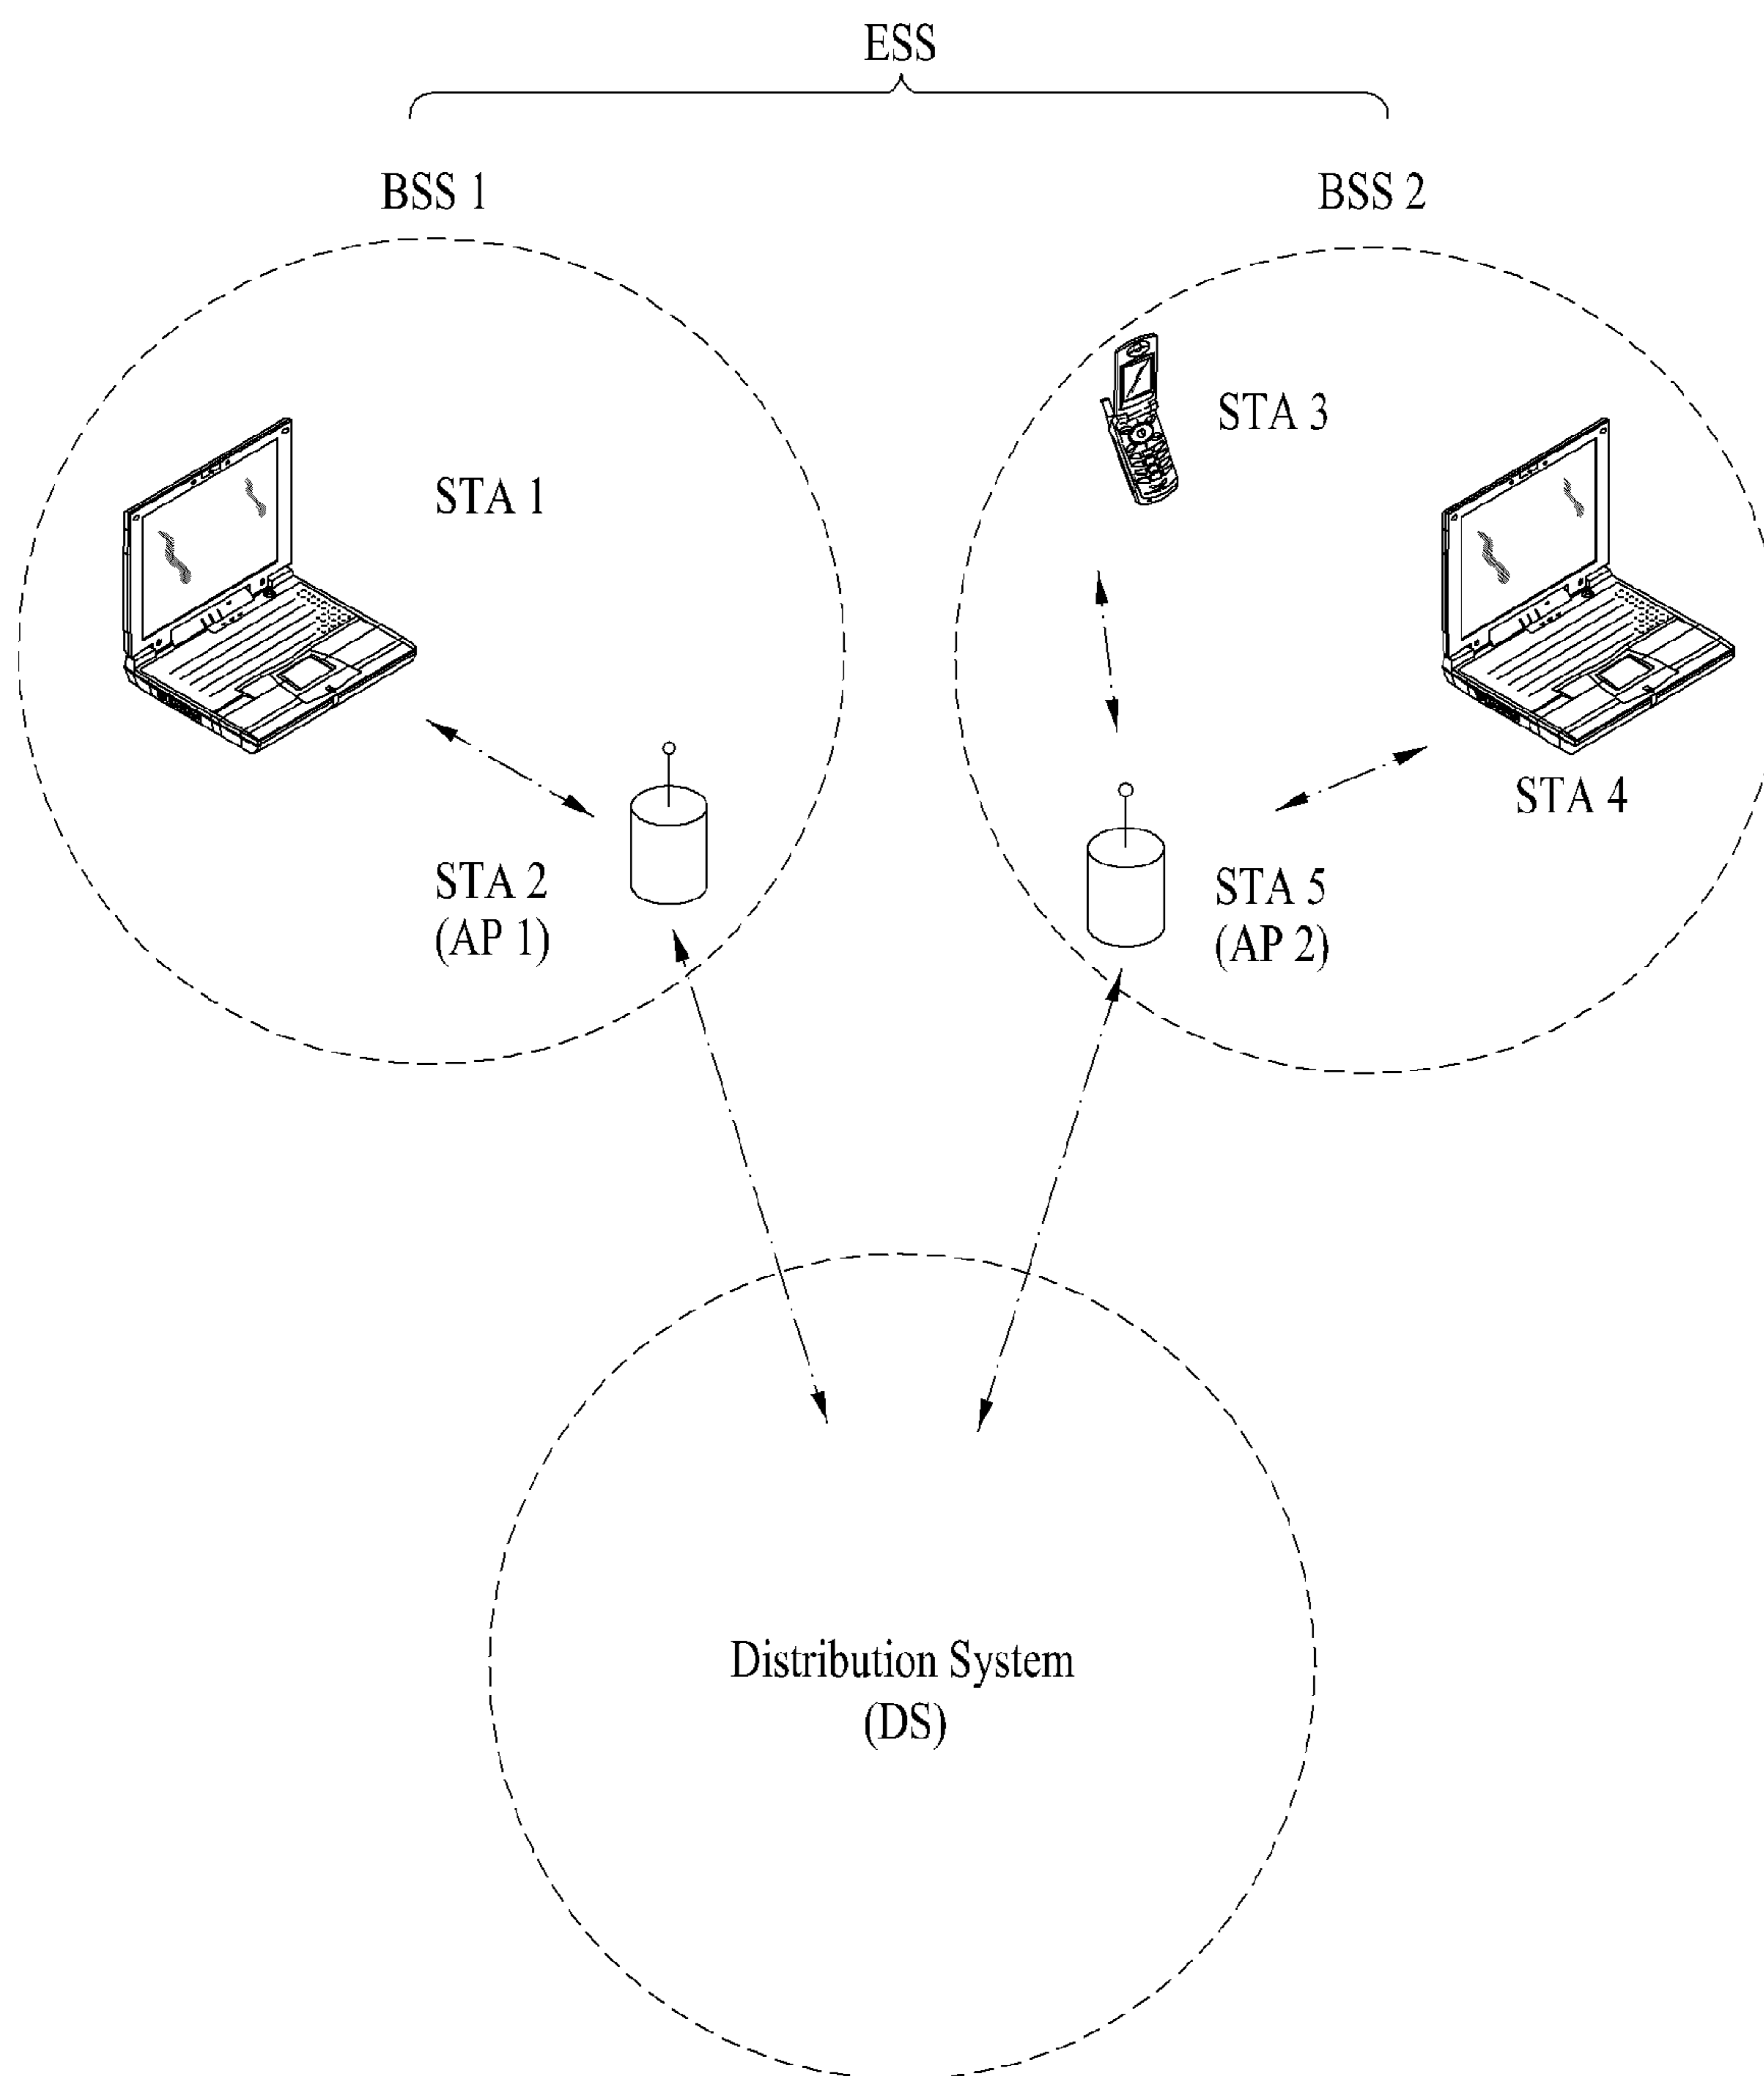 ESS
BSS 1
BSS 2
STA 1
STA 3
STA 4
STA 2
(AP 1)
STA 5
(AP 2)
Distribution System
(DS)